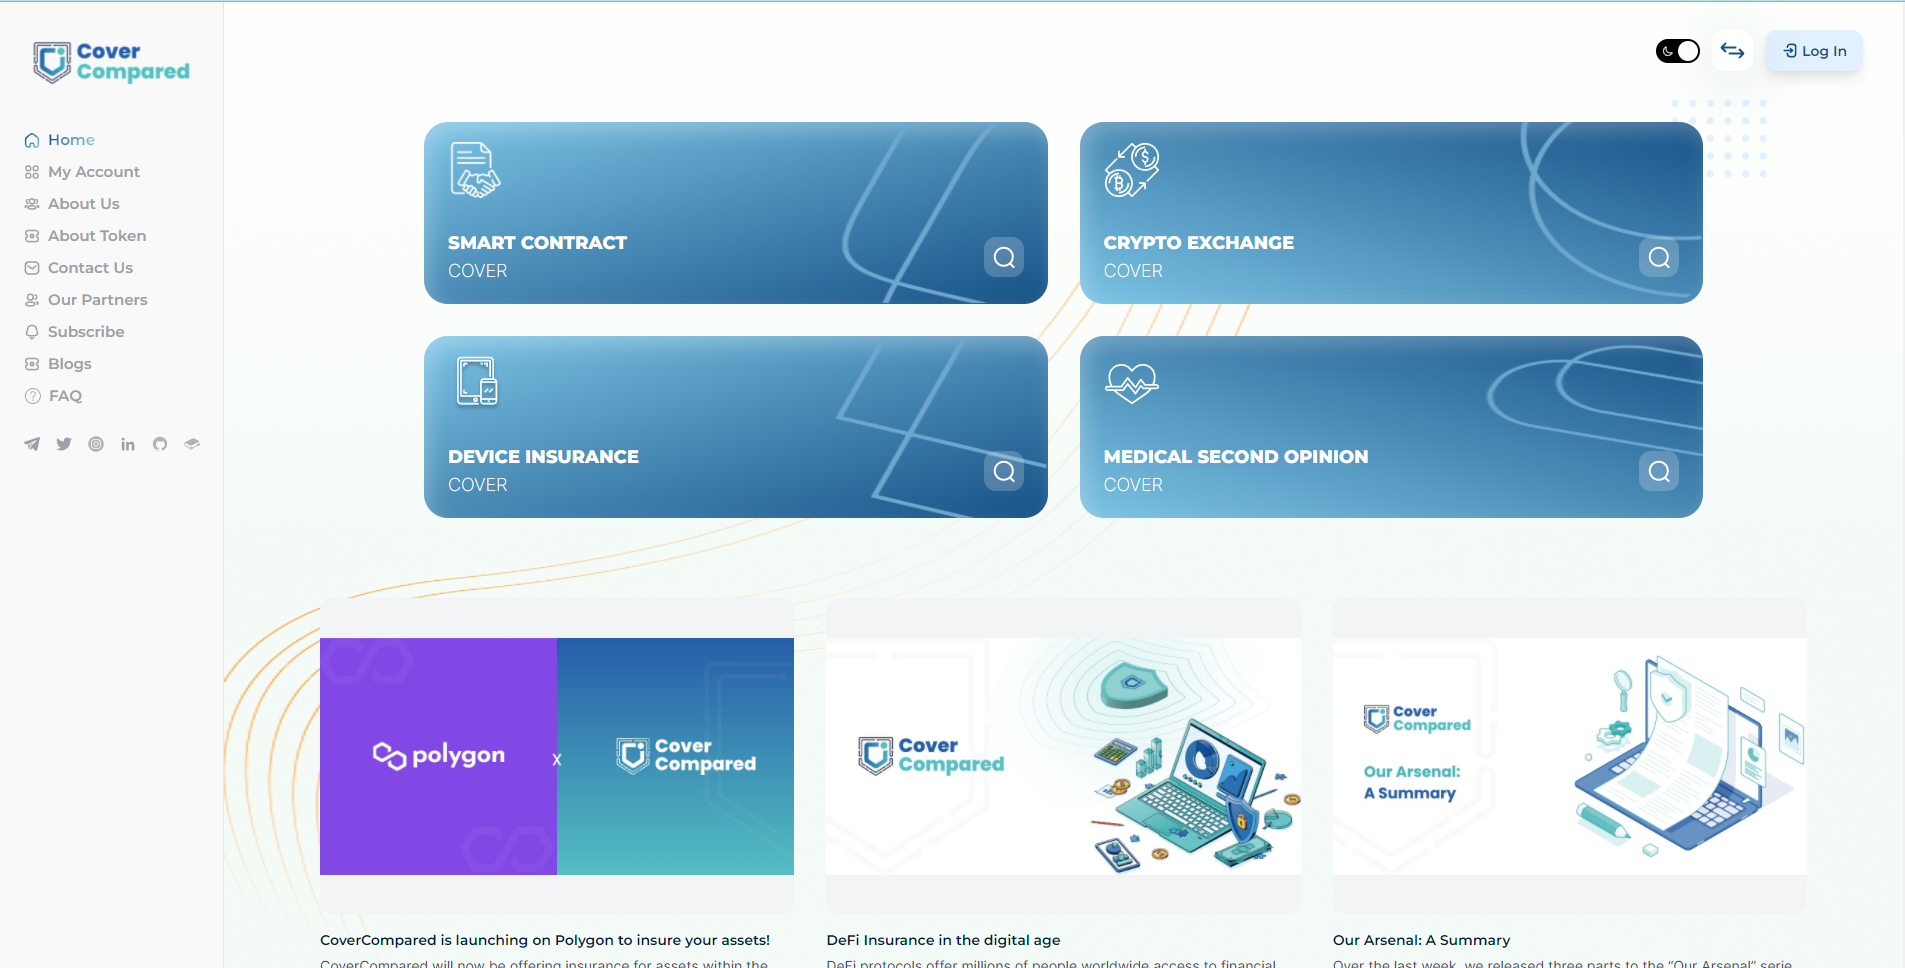 Cover
Compared
Home
My Account
About Us
About Token
Contact Us
Our Partners
Subscribe
Blogs
FAQ
Log In
SMART CONTRACT
COVER
CRYPTO EXCHANGE
COVER
DEVICE INSURANCE
COVER
MEDICAL SECOND OPINION
COVER
polygon
X
Cover
Compared
Cover
Compared
Cover
Compared
Our Arsenal:
A Summary
CoverCompared is launching on Polygon to insure your assets!
CoverCompared will now be offering insurance for assets within the
DeFi Insurance in the digital age
DeFi protocols offer millions of people worldwide access to financial
Our Arsenal: A Summary
Over the last week, we released three parts to the “Our Arsenal” serie